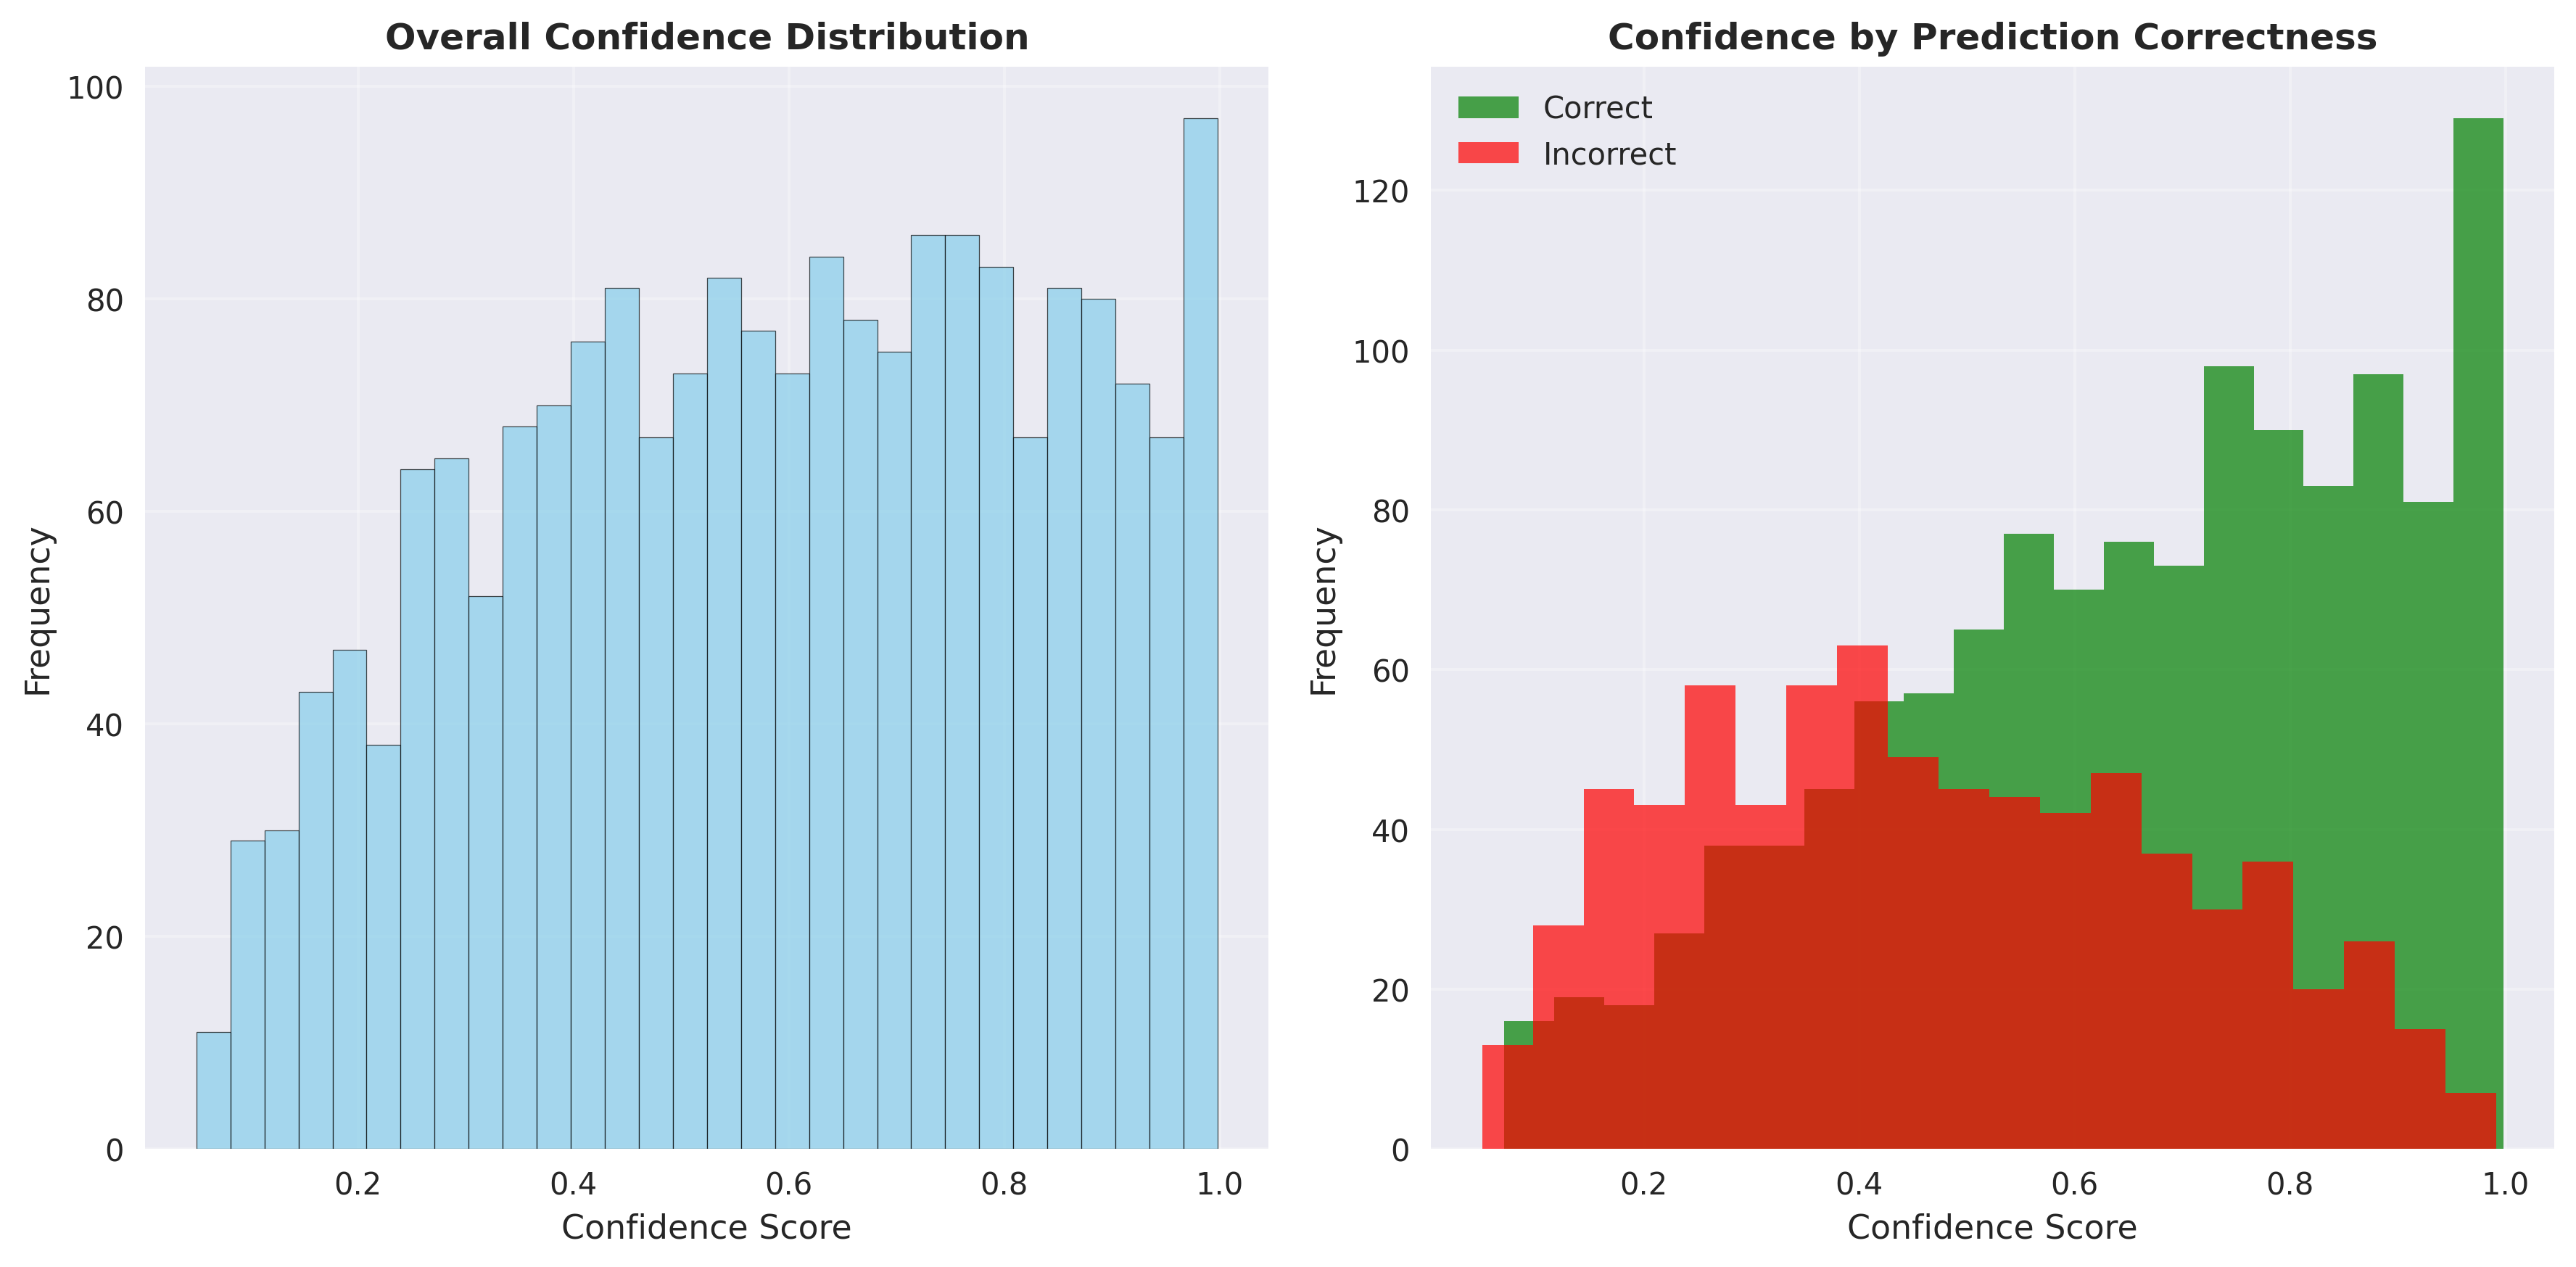 Overall Confidence Distribution
100
80
60
40
20
0
Frequency
0.2 0.4 0.6 0.8 1.0
Confidence Score
Confidence by Prediction Correctness
Correct
Incorrect
120
100
80
60
40
20
0
Frequency
0.2 0.4 0.6 0.8 1.0
Confidence Score